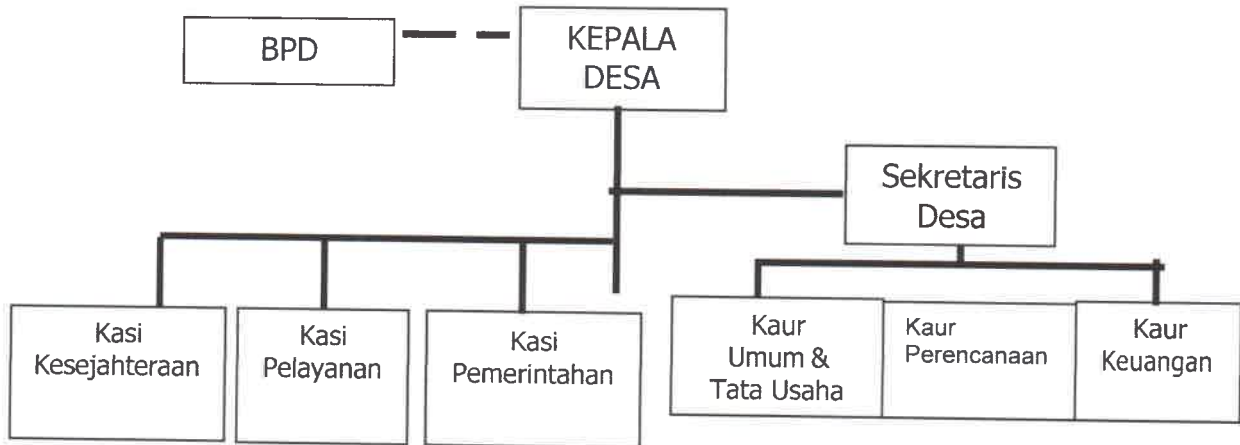 BPD
KEPALA
DESA
Sekretaris
Desa
Kasi
Kesejahteraan
Kasi
Pelayanan
Kasi
Pemerintahan
Kaur
Umum &
Tata Usaha
Kaur
Perencanaan
Kaur
Keuangan